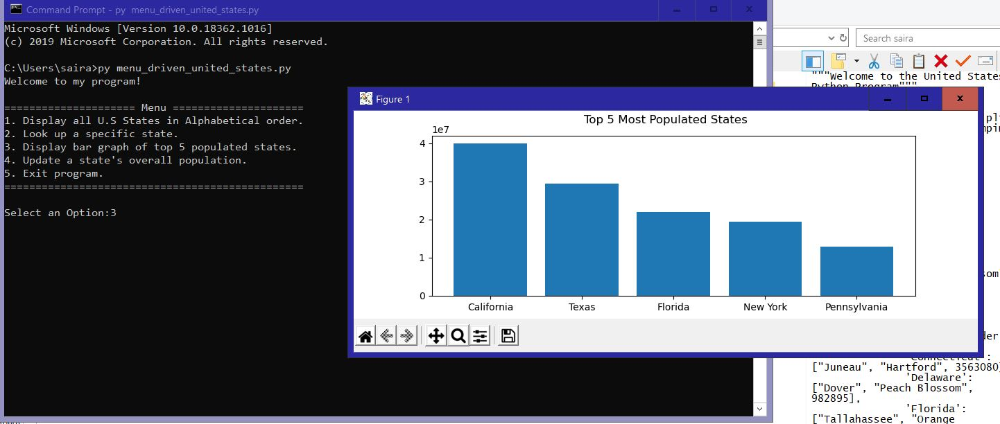 Command Prompt - py  menu_driven_united_states.py
Microsoft Windows [Version 10.0.18362.1016]
(c) 2019 Microsoft Corporation. All rights reserved.
C:\Users\saira>py menu_driven_united_states.py
Welcome to my program!
===================== Menu =====================
1. Display all U.S States in Alphabetical order.
2. Look up a specific state.
3. Display bar graph of top 5 populated states.
4. Update a state's overall population.
5. Exit program.
================================================
Select an Option:3
Search saira
"""Welcome to the United States
Python Program"""
Figure 1
Top 5 Most Populated States
1e7
4
3
2
1
0
California Texas Florida New York Pennsylvania
'Connecticut':
["Juneau", "Hartford", 3563080]
'Delaware':
["Dover", "Peach Blossom",
982895],
'Florida':
["Tallahassee", "Orange